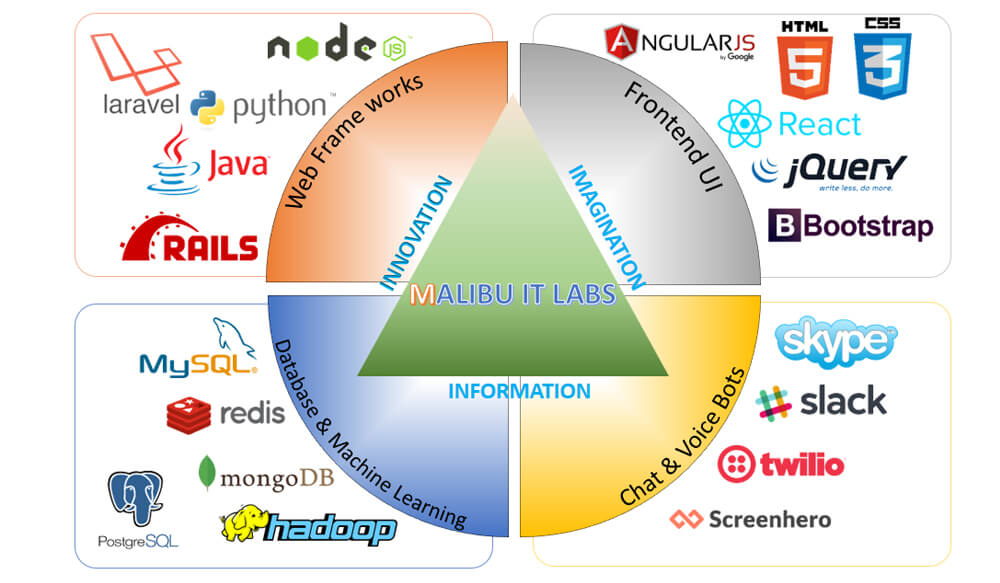 laravel
node
JS
python™
Java
RAILS
Web Frame works
ANGULARJS
by Google
HTML
5
CSS
3
React
jQuery
write less, do more.
B Bootstrap
Frontend UI
INNOVATION
IMAGINATION
MALIBU IT LABS
INFORMATION
MySQL®
redis
mongoDB
PostgreSQL
hadoop
Database & Machine Learning
skype™
slack
twilio
Screenhero
Chat & Voice Bots